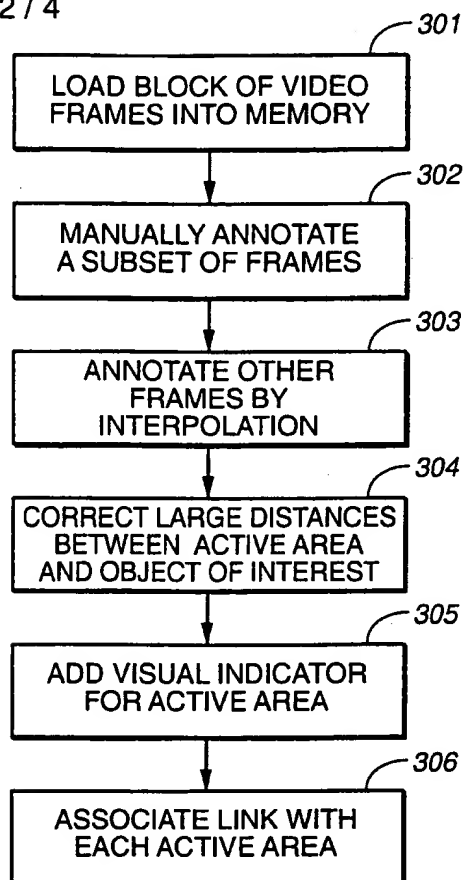 2/4
301
LOAD BLOCK OF VIDEO
FRAMES INTO MEMORY
302
MANUALLY ANNOTATE
A SUBSET OF FRAMES
303
ANNOTATE OTHER
FRAMES BY
INTERPOLATION
304
CORRECT LARGE DISTANCES
BETWEEN ACTIVE AREA
AND OBJECT OF INTEREST
305
ADD VISUAL INDICATOR
FOR ACTIVE AREA
306
ASSOCIATE LINK WITH
EACH ACTIVE AREA